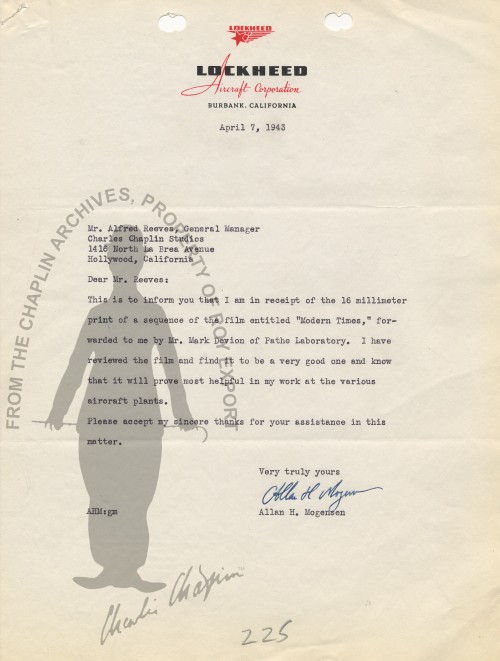 LOCKHEED
LOCKHEED
Aircraft Corporation
BURBANK, CALIFORNIA
April 7, 1943
FROM THE CHAPLIN ARCHIVES, PROPERTY OF ROY EXPORT
Mr. Alfred Reeves, General Manager
Charles Chaplin Studios
1416 North La Brea Avenue
Hollywood, California
Dear Mr. Reeves:
This is to inform you that I am in receipt of the 16 millimeter
print of a sequence of the film entitled "Modern Times," for-
warded to me by Mr. Mark Devion of Pathe Laboratory. I have
reviewed the film and find it to be a very good one and know
that it will prove most helpful in my work at the various
aircraft plants.
Please accept my sincere thanks for your assistance in this
matter.
Very truly yours
Allan H Mogensen
AHM:gm
Allan H. Mogensen
Charlie Chaplin
225